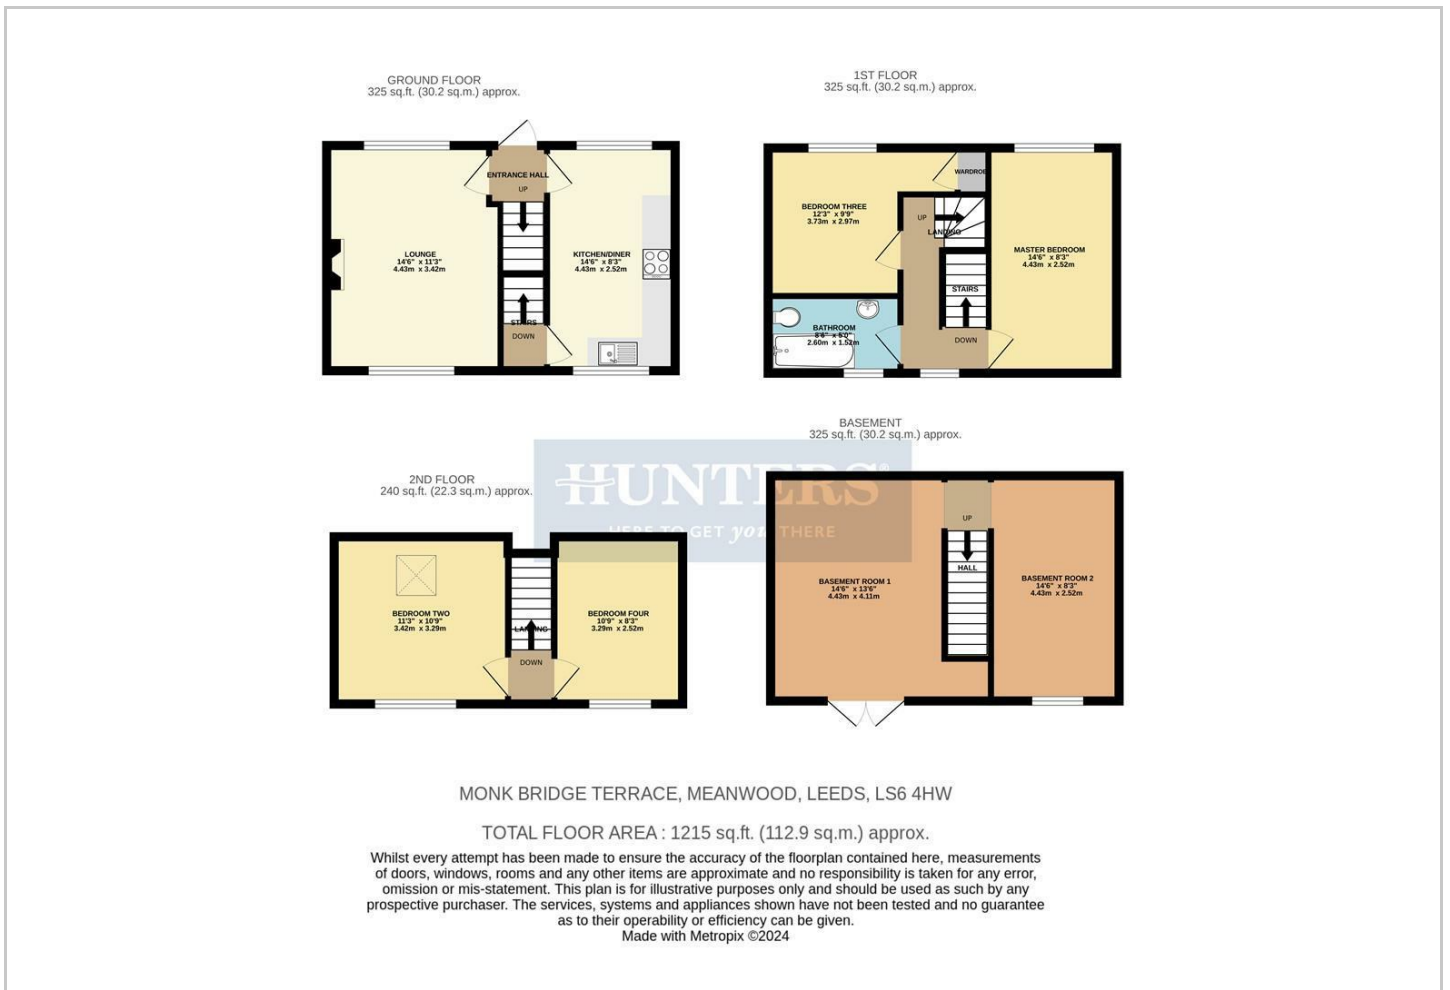 GROUND FLOOR
325 sq.ft. (30.2 sq.m.) approx.
ENTRANCE HALL
UP
LOUNGE
14'6" x 11'3"
4.43m x 3.42m
KITCHEN/DINER
14'6" x 8'3"
4.43m x 2.52m
STAIRS
DOWN
1ST FLOOR
325 sq.ft. (30.2 sq.m.) approx.
WARDROBE
BEDROOM THREE
12'3" x 9'9"
3.73m x 2.97m
UP
LANDING
MASTER BEDROOM
14'6" x 8'3"
4.43m x 2.52m
STAIRS
BATHROOM
8'6" x 5'0"
2.60m x 1.52m
DOWN
2ND FLOOR
240 sq.ft. (22.3 sq.m.) approx.
BEDROOM TWO
11'3" x 10'9"
3.42m x 3.29m
LANDING
DOWN
BEDROOM FOUR
10'9" x 8'3"
3.29m x 2.52m
BASEMENT
325 sq.ft. (30.2 sq.m.) approx.
UP
HALL
BASEMENT ROOM 1
14'6" x 13'6"
4.43m x 4.11m
BASEMENT ROOM 2
14'6" x 8'3"
4.43m x 2.52m
HUNTERS®
HERE TO GET you THERE
MONK BRIDGE TERRACE, MEANWOOD, LEEDS, LS6 4HW
TOTAL FLOOR AREA : 1215 sq.ft. (112.9 sq.m.) approx.
Whilst every attempt has been made to ensure the accuracy of the floorplan contained here, measurements
of doors, windows, rooms and any other items are approximate and no responsibility is taken for any error,
omission or mis-statement. This plan is for illustrative purposes only and should be used as such by any
prospective purchaser. The services, systems and appliances shown have not been tested and no guarantee
as to their operability or efficiency can be given.
Made with Metropix ©2024